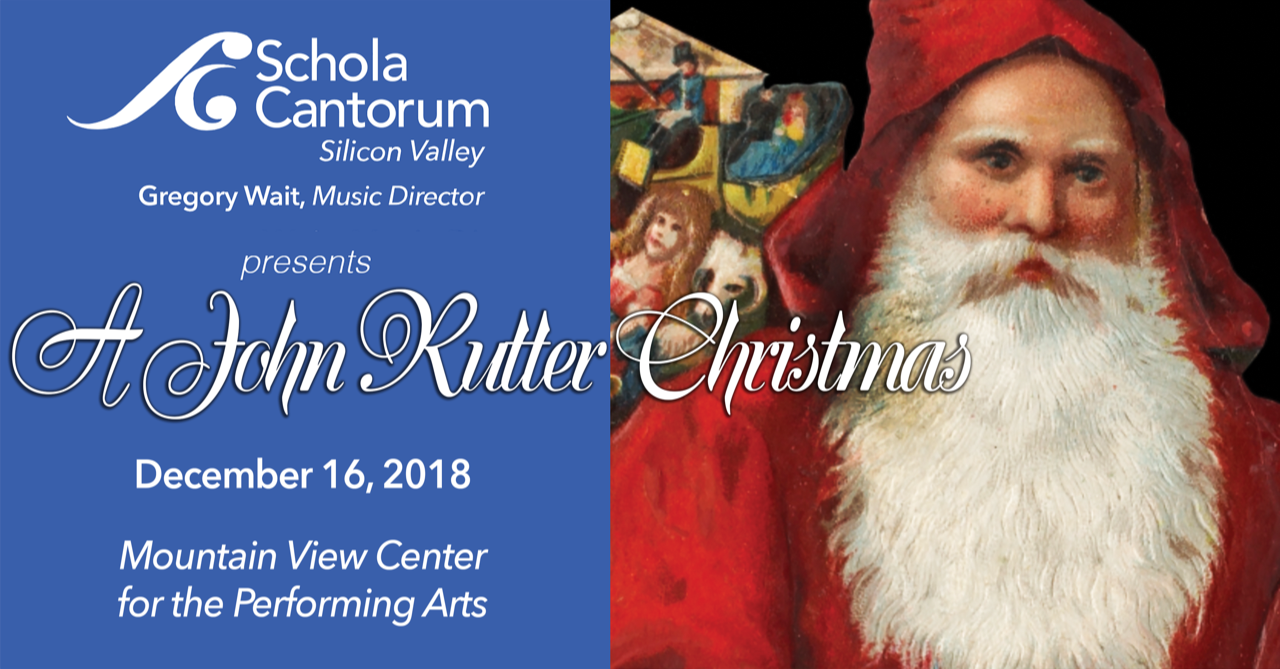 Schola
Cantorum
Silicon Valley
Gregory Wait, Music Director
presents
A John Rutter Christmas
December 16, 2018
Mountain View Center
for the Performing Arts